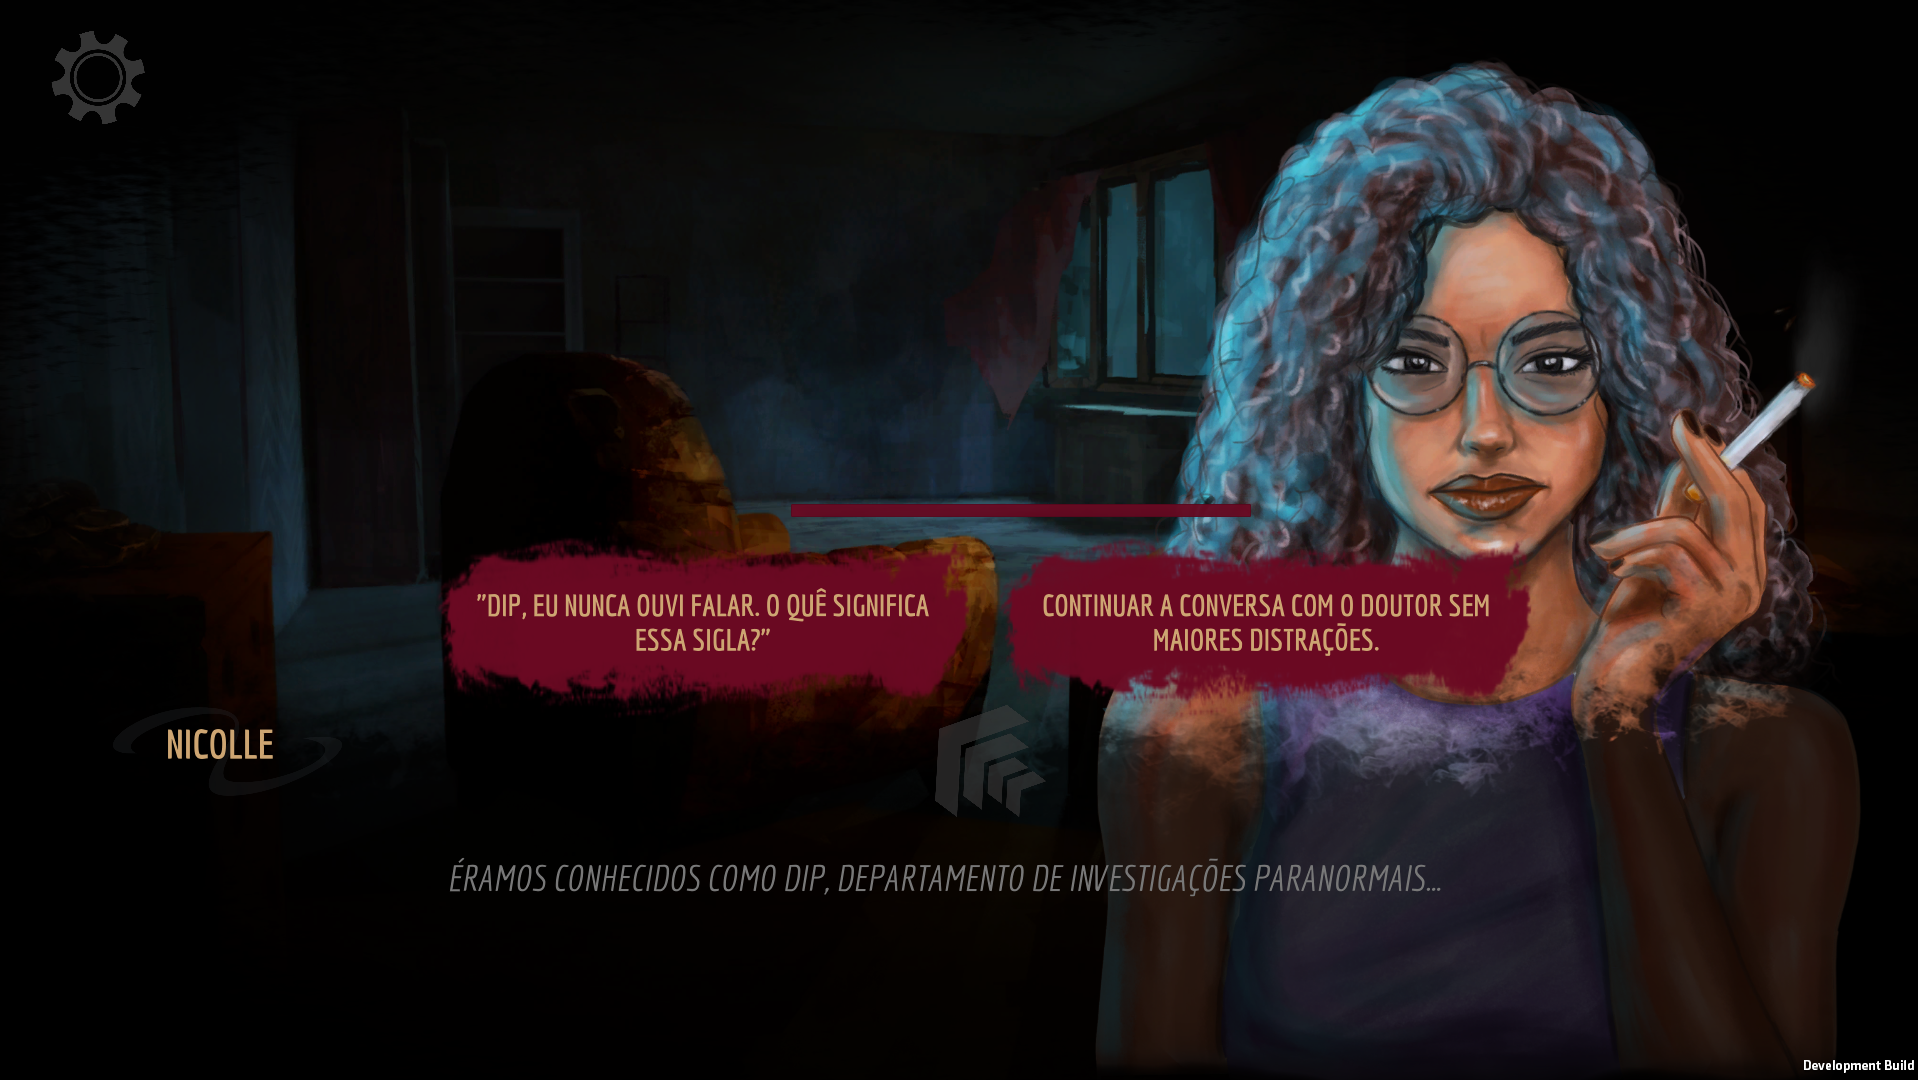 "DIP, EU NUNCA OUVI FALAR. O QUÊ SIGNIFICA
ESSA SIGLA?"
CONTINUAR A CONVERSA COM O DOUTOR SEM
MAIORES DISTRAÇÕES.
NICOLLE
ÉRAMOS CONHECIDOS COMO DIP, DEPARTAMENTO DE INVESTIGAÇÕES PARANORMAIS...
Development Build